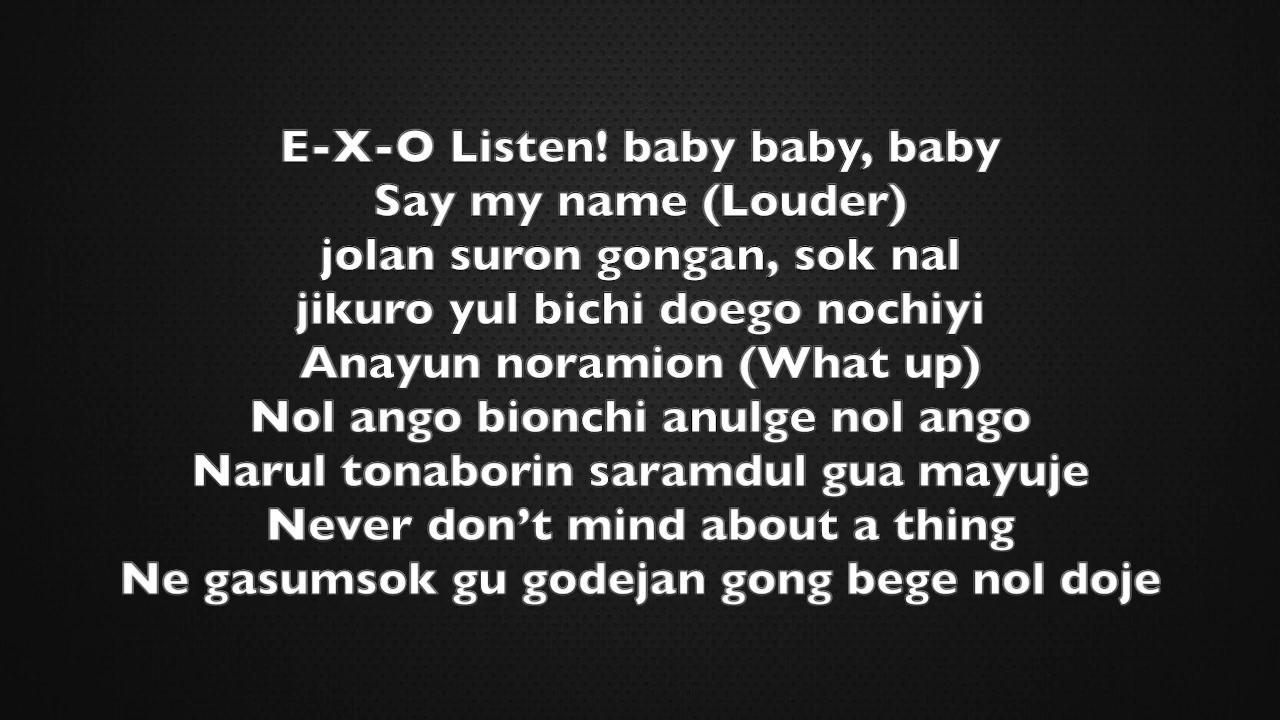 E-X-O Listen! baby baby, baby
Say my name (Louder)
jolan suron gongan, sok nal
jikuro yul bichi doego nochiyi
Anayun noramion (What up)
Nol ango bionchi anulge nol ango
Narul tonaborin saramdul gua mayuje
Never don’t mind about a thing
Ne gasumsok gu godejan gong bege nol doje